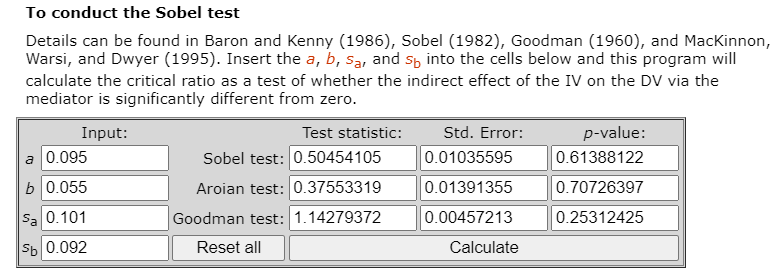 To conduct the Sobel test
Details can be found in Baron and Kenny (1986), Sobel (1982), Goodman (1960), and MacKinnon,
Warsi, and Dwyer (1995). Insert the a, b, sa, and sb into the cells below and this program will
calculate the critical ratio as a test of whether the indirect effect of the IV on the DV via the
mediator is significantly different from zero.
Input: Test statistic: Std. Error: p-value:
a 0.095 Sobel test: 0.50454105 0.01035595 0.61388122
b 0.055 Aroian test: 0.37553319 0.01391355 0.70726397
sa 0.101 Goodman test: 1.14279372 0.00457213 0.25312425
sb 0.092 Reset all Calculate